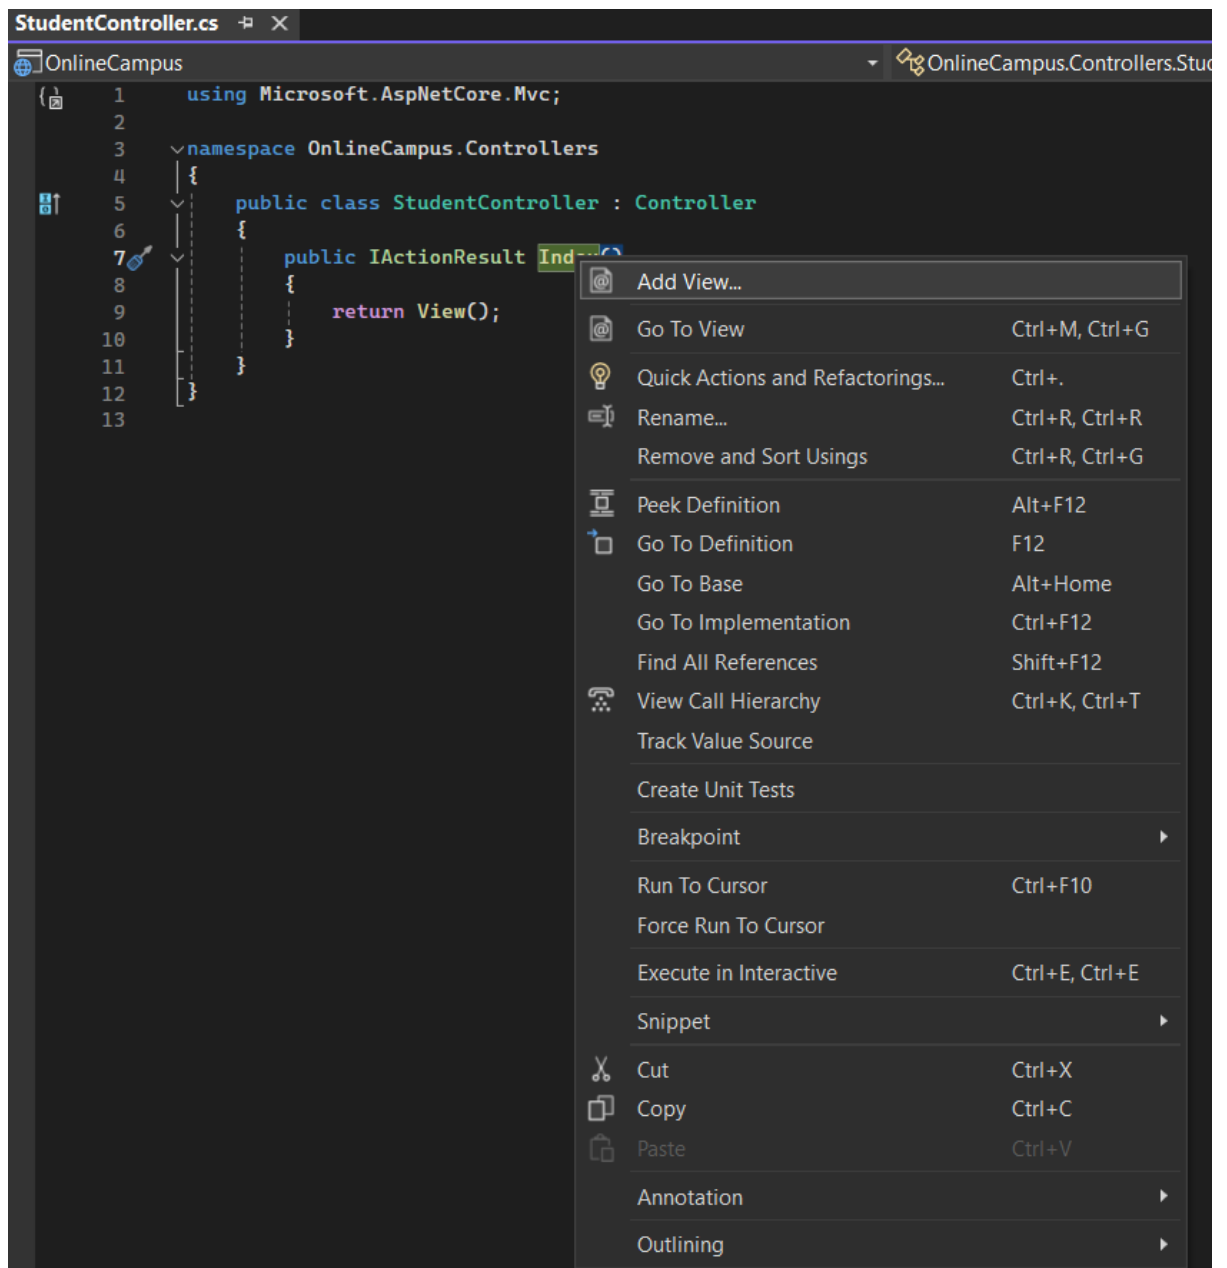 StudentController.cs
OnlineCampus
OnlineCampus.Controllers.Stu
1 using Microsoft.AspNetCore.Mvc;
2
3 namespace OnlineCampus.Controllers
4 {
5 public class StudentController : Controller
6 {
7 public IActionResult Index()
8 {
9 return View();
10 }
11 }
12 }
13
Add View...
Go To View Ctrl+M, Ctrl+G
Quick Actions and Refactorings... Ctrl+.
Rename... Ctrl+R, Ctrl+R
Remove and Sort Usings Ctrl+R, Ctrl+G
Peek Definition Alt+F12
Go To Definition F12
Go To Base Alt+Home
Go To Implementation Ctrl+F12
Find All References Shift+F12
View Call Hierarchy Ctrl+K, Ctrl+T
Track Value Source
Create Unit Tests
Breakpoint
Run To Cursor Ctrl+F10
Force Run To Cursor
Execute in Interactive Ctrl+E, Ctrl+E
Snippet
Cut Ctrl+X
Copy Ctrl+C
Paste Ctrl+V
Annotation
Outlining